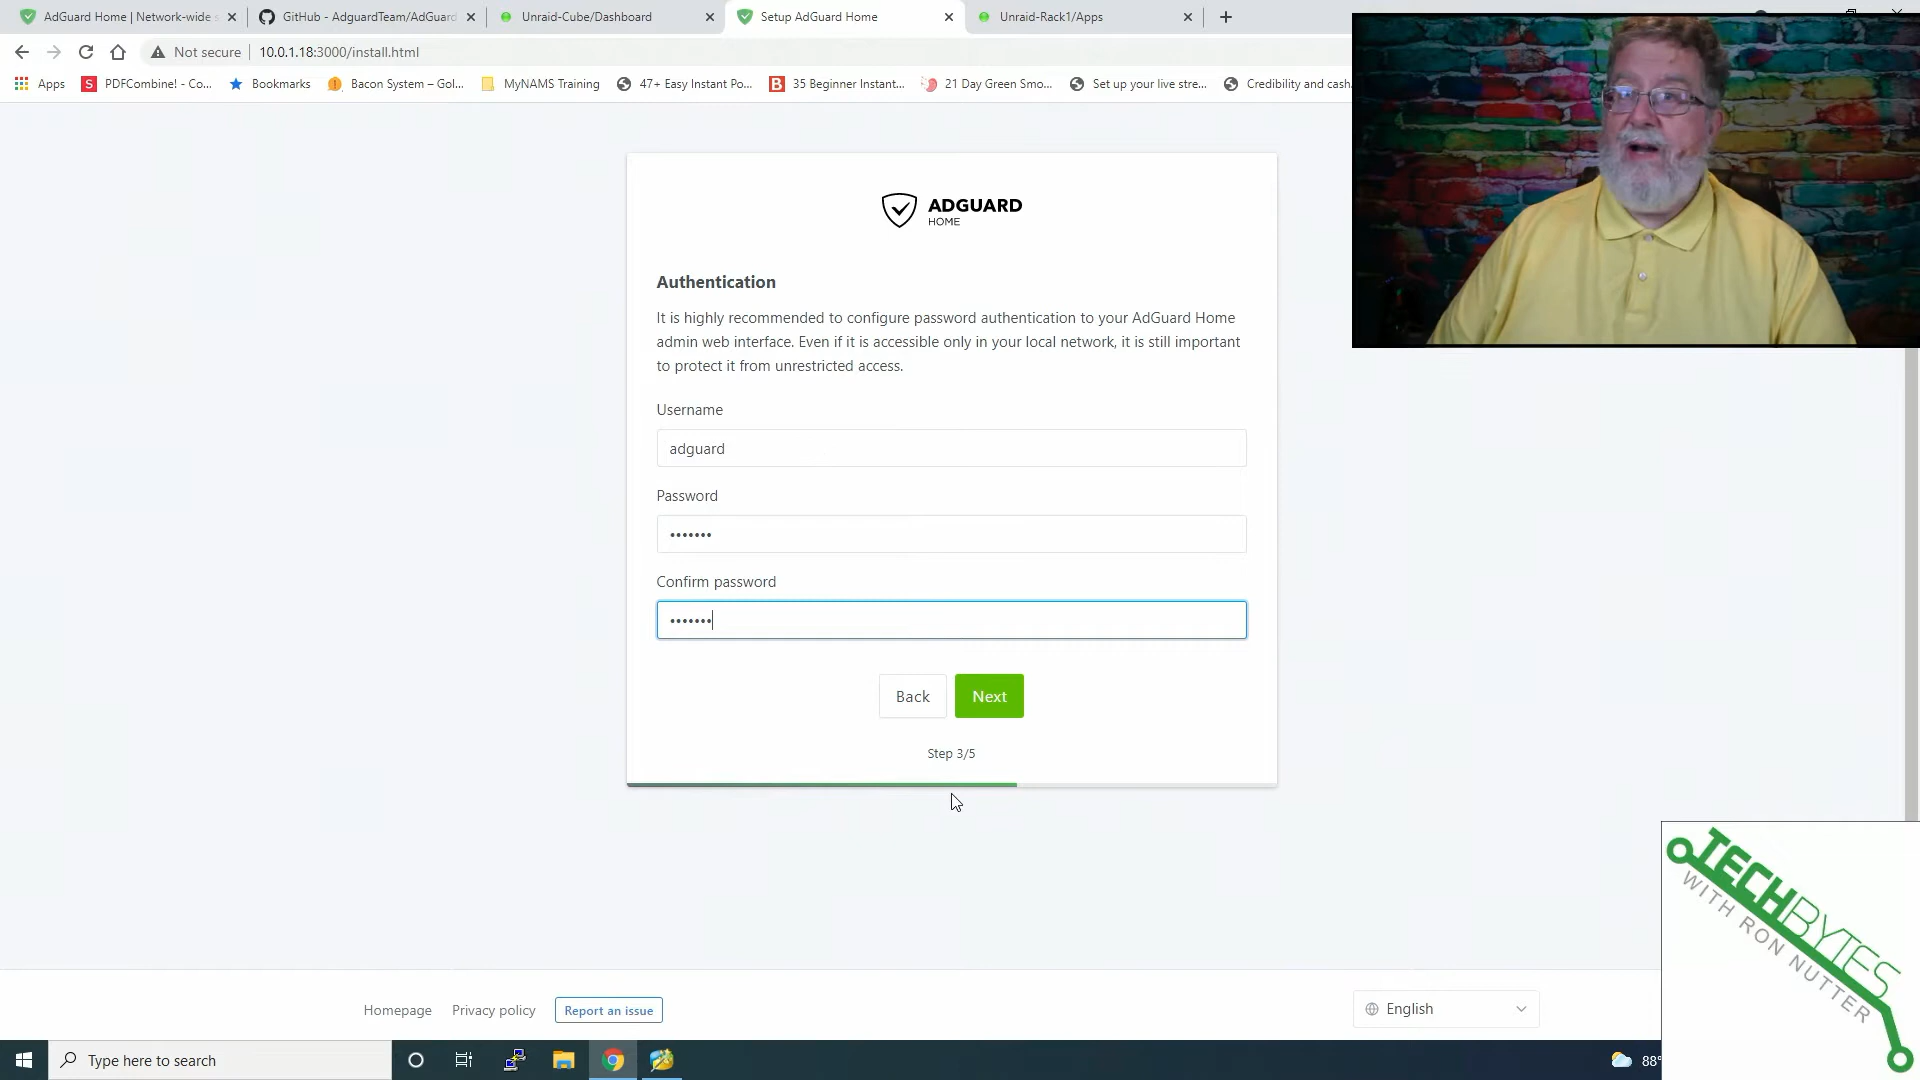 AdGuard Home | Network-wide s
GitHub - AdguardTeam/AdGuard
Unraid-Cube/Dashboard
Setup AdGuard Home
Unraid-Rack1/Apps
Not secure
10.0.1.18:3000/install.html
Apps
PDFCombine! - Co...
Bookmarks
Bacon System – Gol...
MyNAMS Training
47+ Easy Instant Po...
35 Beginner Instant...
21 Day Green Smo...
Set up your live stre...
Credibility and cash
ADGUARD
HOME
Authentication
It is highly recommended to configure password authentication to your AdGuard Home
admin web interface. Even if it is accessible only in your local network, it is still important
to protect it from unrestricted access.
Username
adguard
Password
•••••••
Confirm password
•••••••
Back
Next
Step 3/5
Homepage
Privacy policy
Report an issue
English
TECHBYTES
WITH RON NUTTER
Type here to search
88°